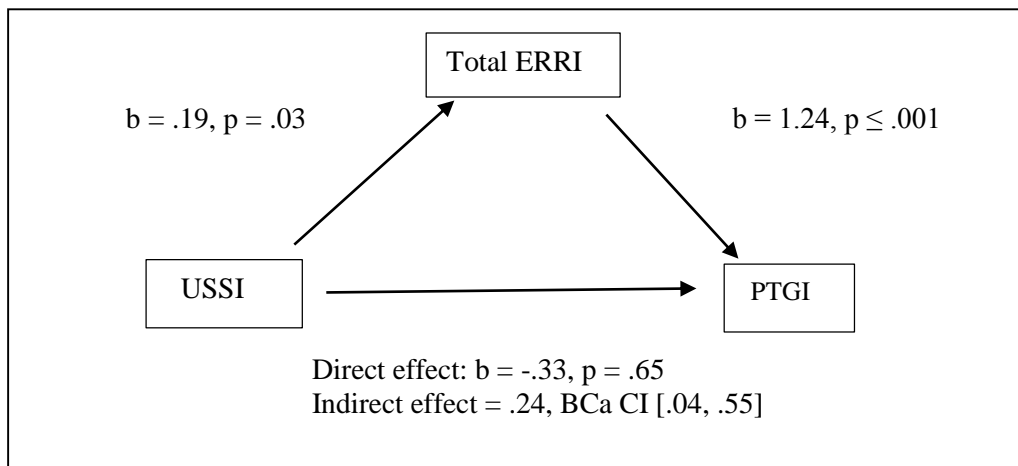 Total ERRI
b = .19, p = .03
b = 1.24, p ≤ .001
USSI
PTGI
Direct effect: b = -.33, p = .65
Indirect effect = .24, BCa CI [.04, .55]